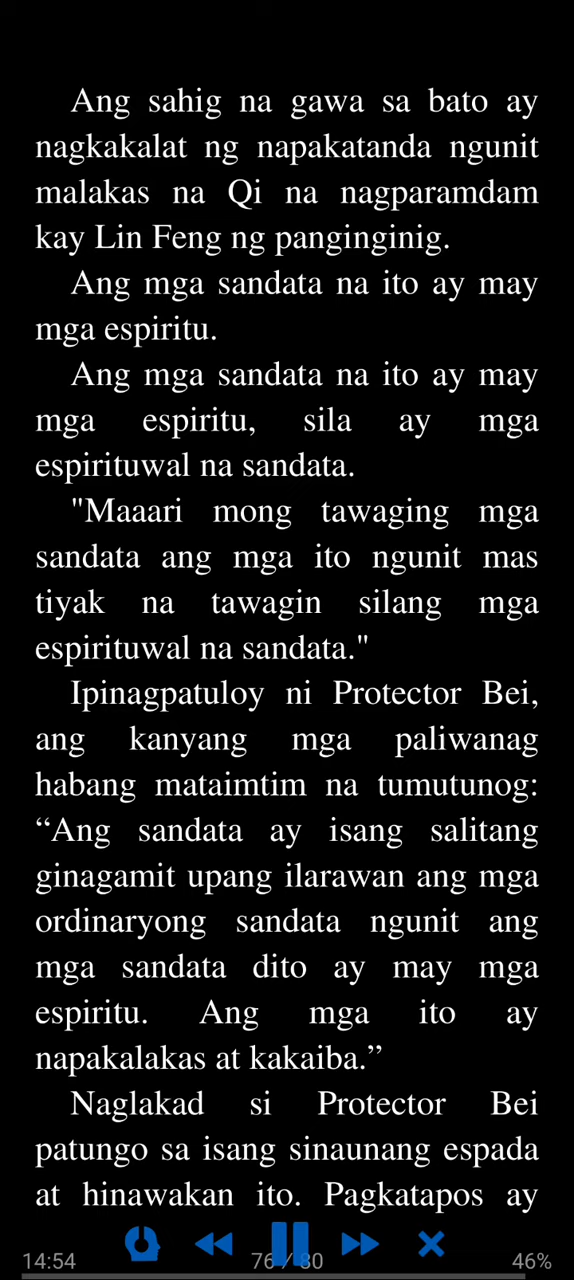 Ang sahig na gawa sa bato ay
nagkakalat ng napakatanda ngunit
malakas na Qi na nagparamdam
kay Lin Feng ng panginginig.
Ang mga sandata na ito ay may
mga espiritu.
Ang mga sandata na ito ay may
mga espiritu, sila ay mga
espirituwal na sandata.
"Maaari mong tawaging mga
sandata ang mga ito ngunit mas
tiyak na tawagin silang mga
espirituwal na sandata."
Ipinagpatuloy ni Protector Bei,
ang kanyang mga paliwanag
habang mataimtim na tumutunog:
“Ang sandata ay isang salitang
ginagamit upang ilarawan ang mga
ordinaryong sandata ngunit ang
mga sandata dito ay may mga
espiritu. Ang mga ito ay
napakalakas at kakaiba.”
Naglakad si Protector Bei
patungo sa isang sinaunang espada
at hinawakan ito. Pagkatapos ay
14:54 76 / 80 46%